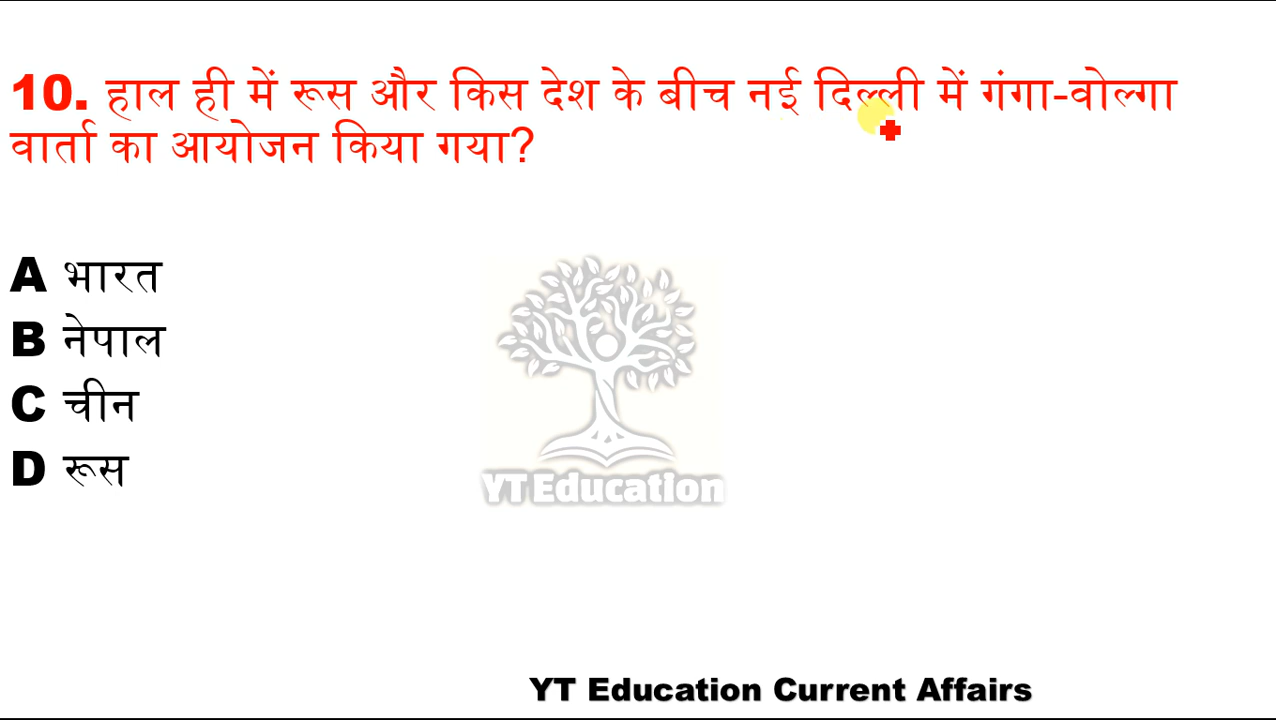 10. हाल ही में रूस और किस देश के बीच नई दिल्ली में गंगा-वोल्गा
वार्ता का आयोजन किया गया?
A भारत
B नेपाल
C चीन
D रूस
YT Education
YT Education Current Affairs